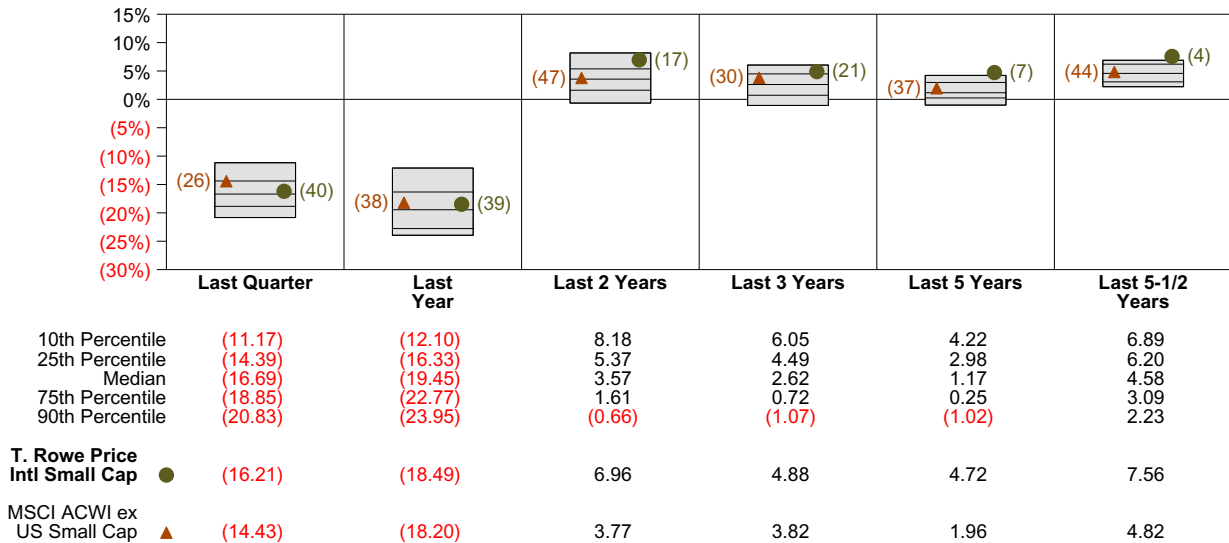 15%
10%
5%
0%
(5%)
(10%)
(15%)
(20%)
(25%)
(30%)
(26) (40) (38) (39) (47) (17) (30) (21) (37) (7) (44) (4)
Last Quarter Last Year Last 2 Years Last 3 Years Last 5 Years Last 5-1/2 Years
10th Percentile (11.17) (12.10) 8.18 6.05 4.22 6.89
25th Percentile (14.39) (16.33) 5.37 4.49 2.98 6.20
Median (16.69) (19.45) 3.57 2.62 1.17 4.58
75th Percentile (18.85) (22.77) 1.61 0.72 0.25 3.09
90th Percentile (20.83) (23.95) (0.66) (1.07) (1.02) 2.23
T. Rowe Price
Intl Small Cap (16.21) (18.49) 6.96 4.88 4.72 7.56
MSCI ACWI ex
US Small Cap (14.43) (18.20) 3.77 3.82 1.96 4.82